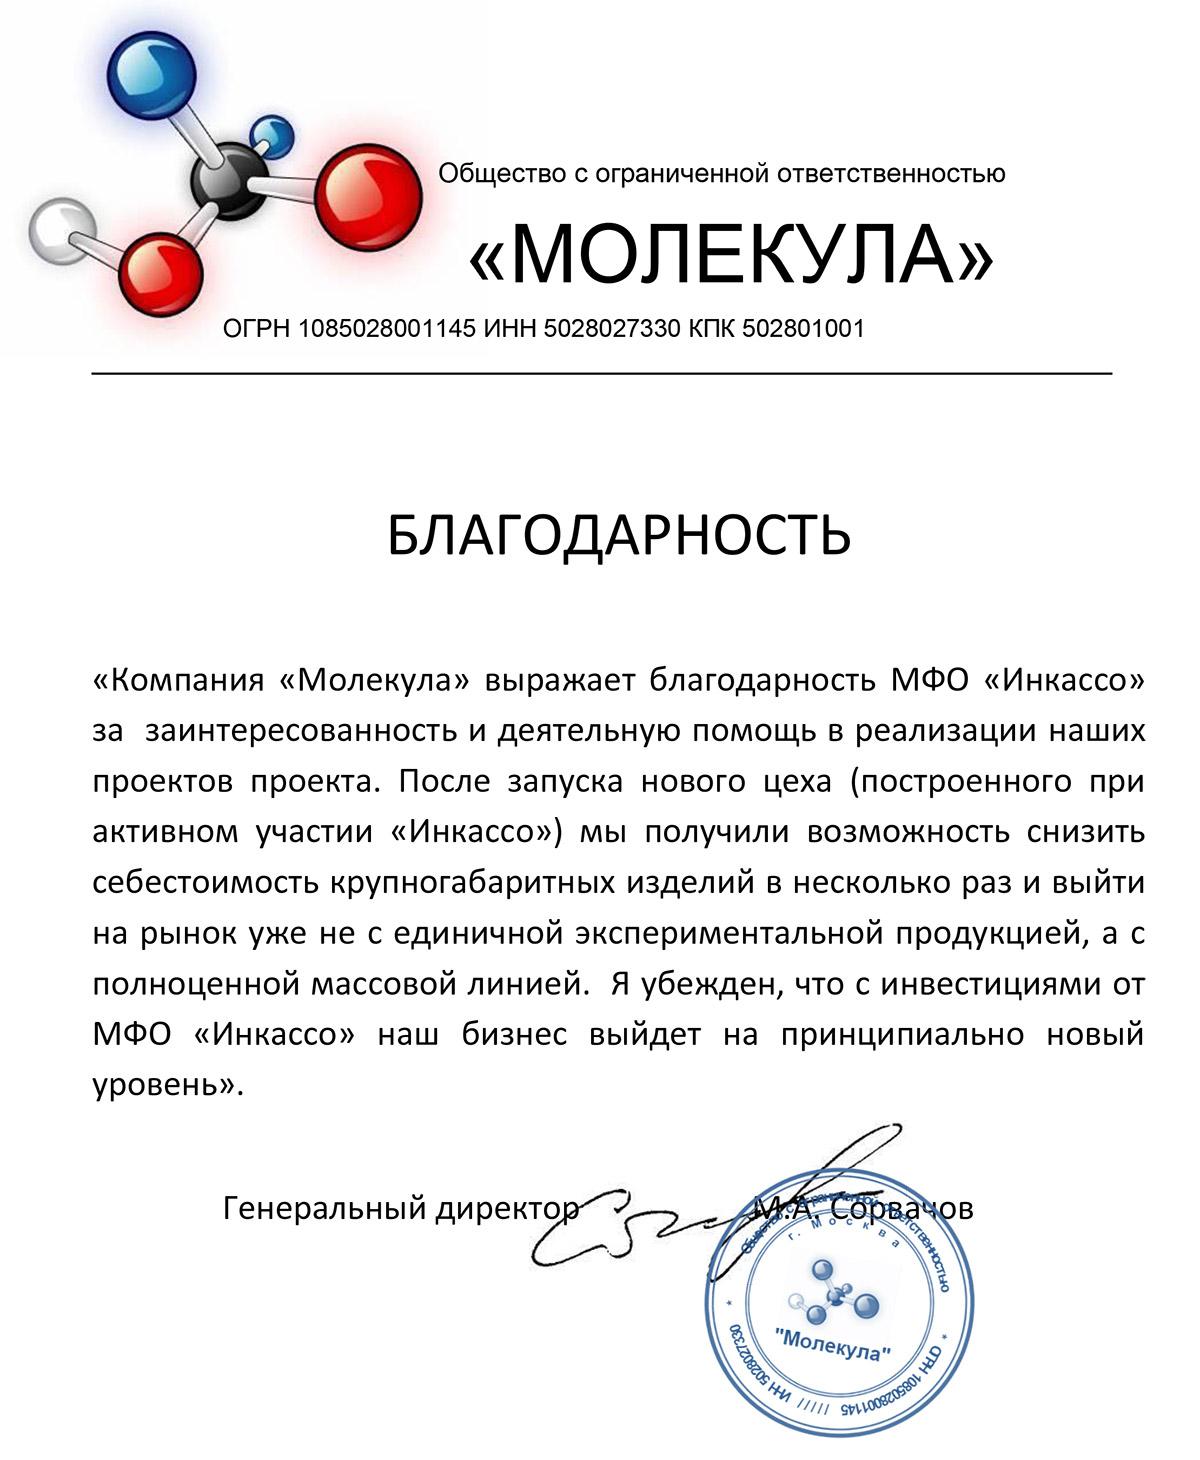 Общество с ограниченной ответственностью
«МОЛЕКУЛА»
ОГРН 1085028001145 ИНН 5028027330 КПК 502801001
БЛАГОДАРНОСТЬ
«Компания «Молекула» выражает благодарность МФО «Инкассо»
за заинтересованность и деятельную помощь в реализации наших
проектов проекта. После запуска нового цеха (построенного при
активном участии «Инкассо») мы получили возможность снизить
себестоимость крупногабаритных изделий в несколько раз и выйти
на рынок уже не с единичной экспериментальной продукцией, а с
полноценной массовой линией. Я убежден, что с инвестициями от
МФО «Инкассо» наш бизнес выйдет на принципиально новый
уровень».
Генеральный директор М.А. Сорвачов
Общество с ограниченной ответственностью
г. Москва
"Молекула"
* ОГРН 1085028001145 ///// ИНН 5028027330 *